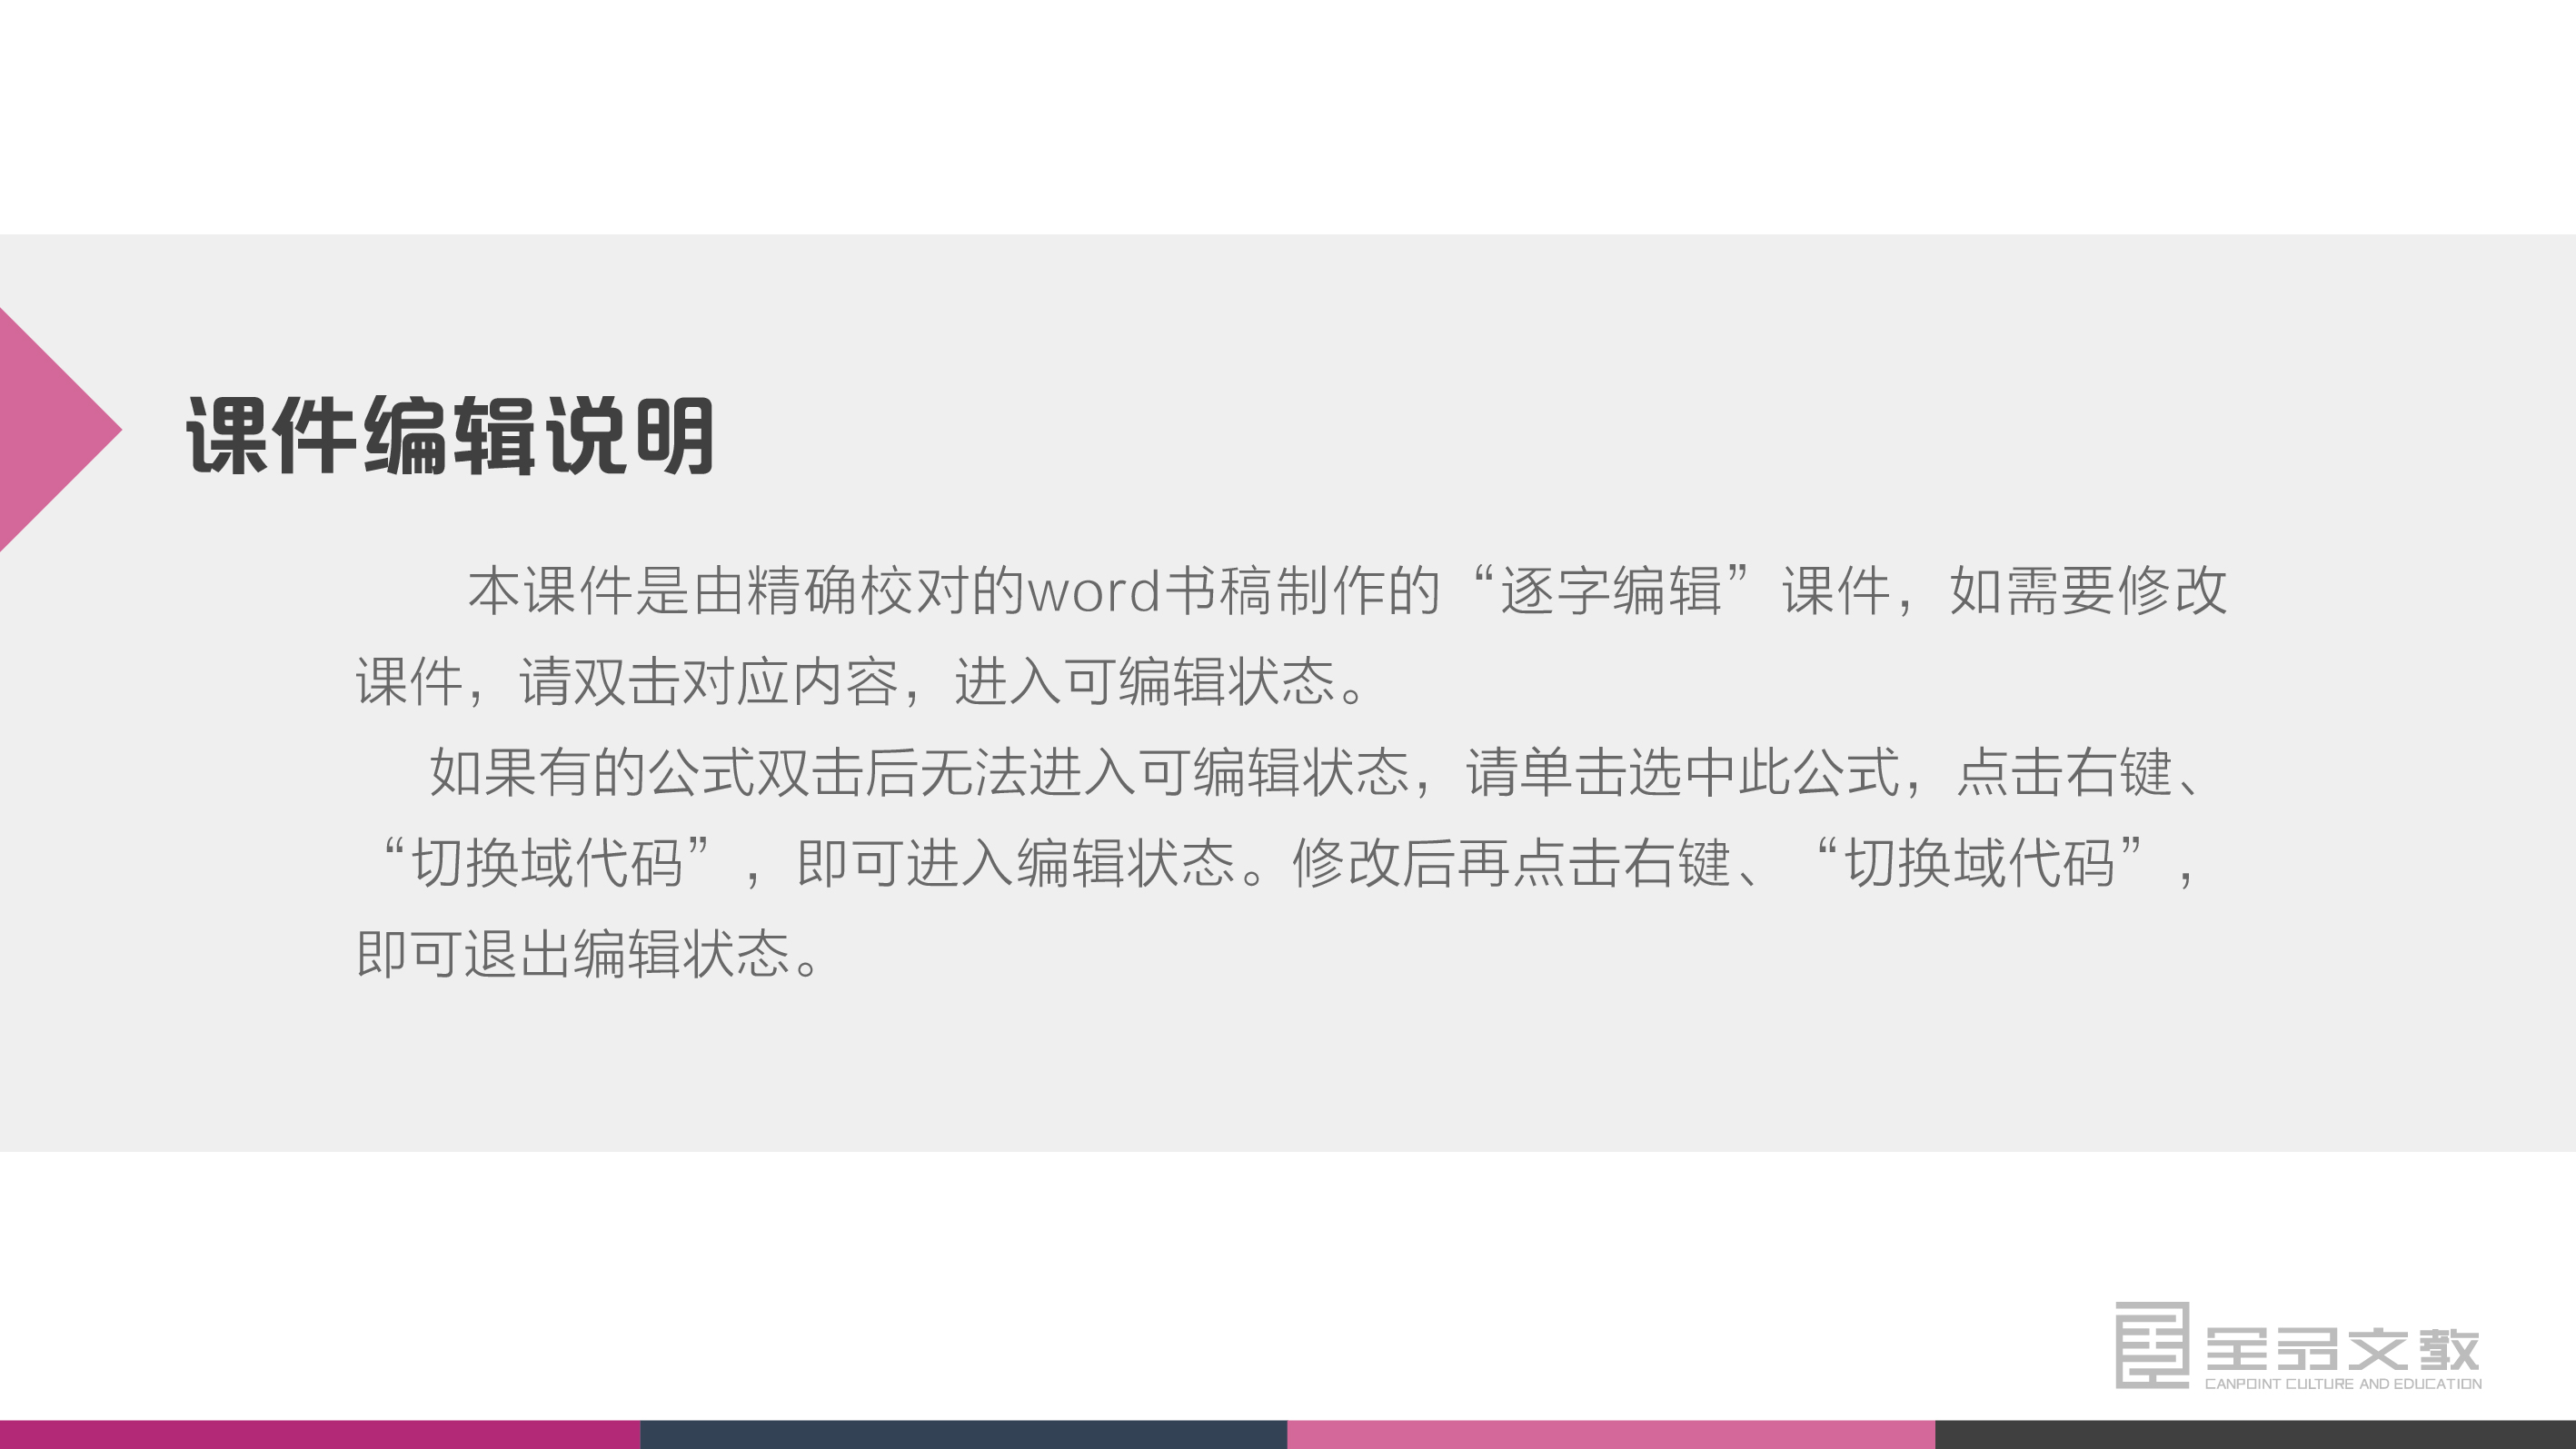 课件编辑说明
本课件是由精确校对的word书稿制作的“逐字编辑”课件，如需要修改
课件，请双击对应内容，进入可编辑状态。
如果有的公式双击后无法进入可编辑状态，请单击选中此公式，点击右键、
“切换域代码”，即可进入编辑状态。修改后再点击右键、“切换域代码”，
即可退出编辑状态。
全品文教
CANPOINT CULTURE AND EDUCATION